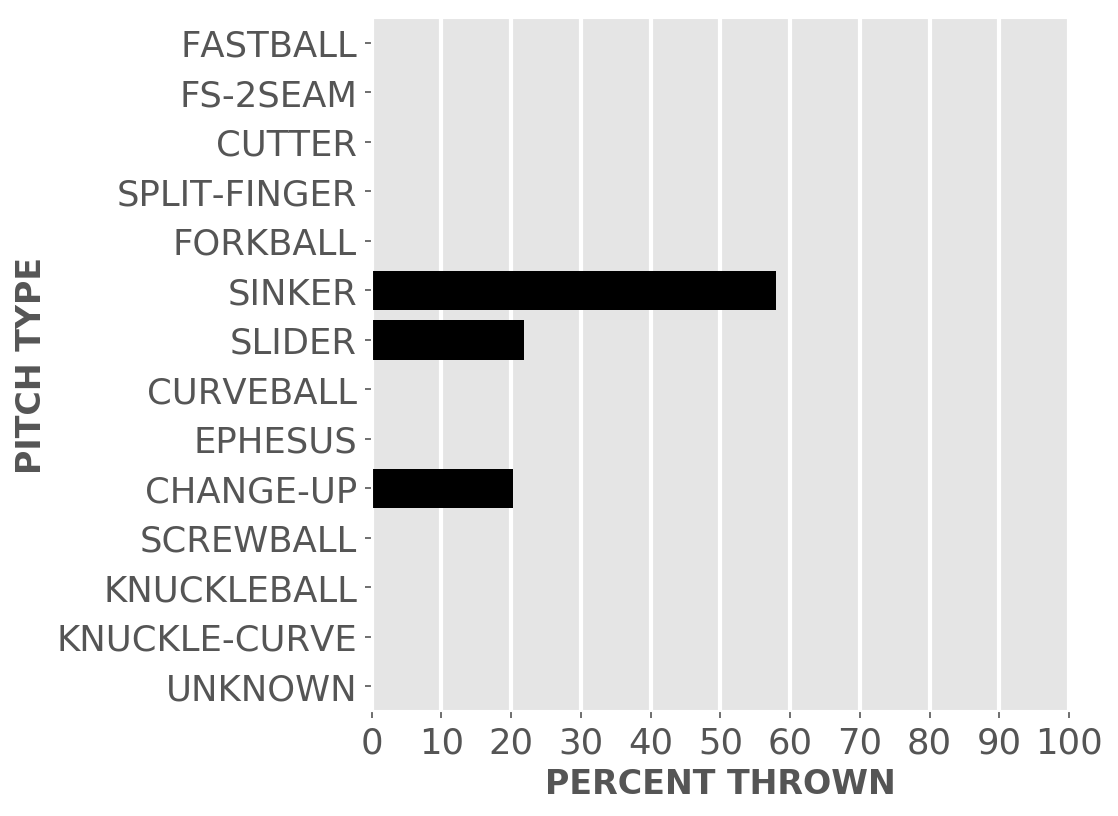 FASTBALL
FS-2SEAM
CUTTER
SPLIT-FINGER
FORKBALL
SINKER
SLIDER
CURVEBALL
EPHESUS
CHANGE-UP
SCREWBALL
KNUCKLEBALL
KNUCKLE-CURVE
UNKNOWN
PITCH TYPE
0 10 20 30 40 50 60 70 80 90 100
PERCENT THROWN